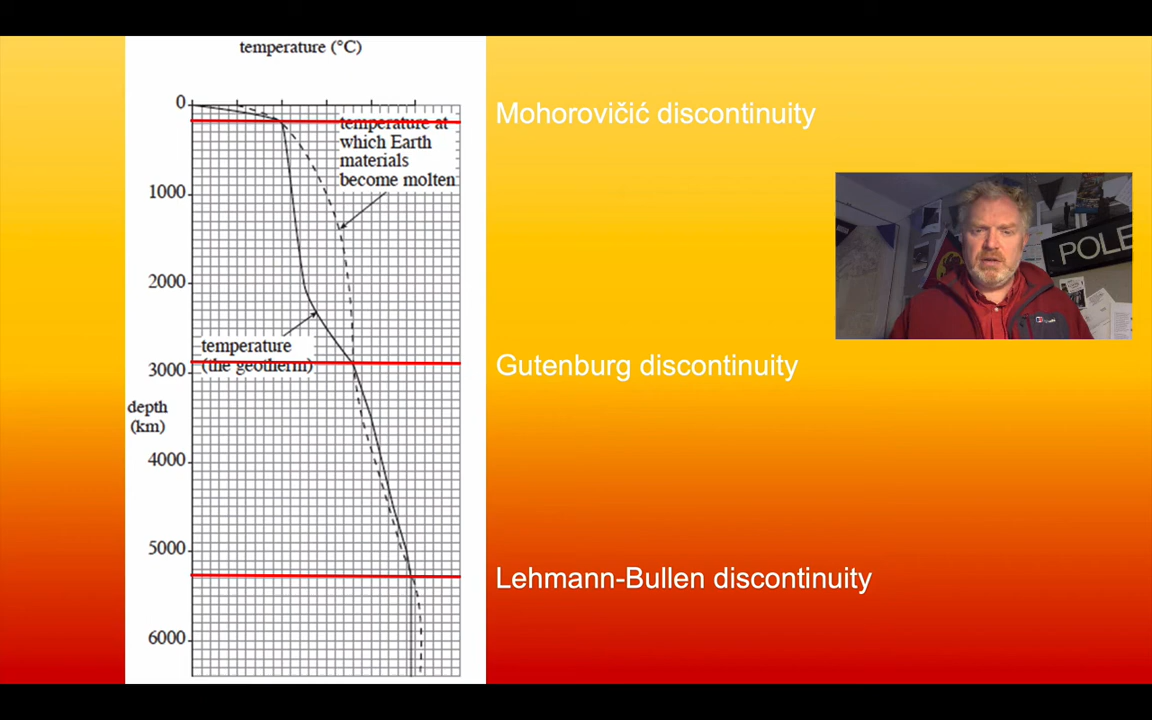 temperature (°C)
0
Mohorovičić discontinuity
temperature at
which Earth
materials
become molten
1000
POLE
2000
temperature
(the geotherm)
Gutenburg discontinuity
3000
depth
(km)
4000
5000
Lehmann-Bullen discontinuity
6000